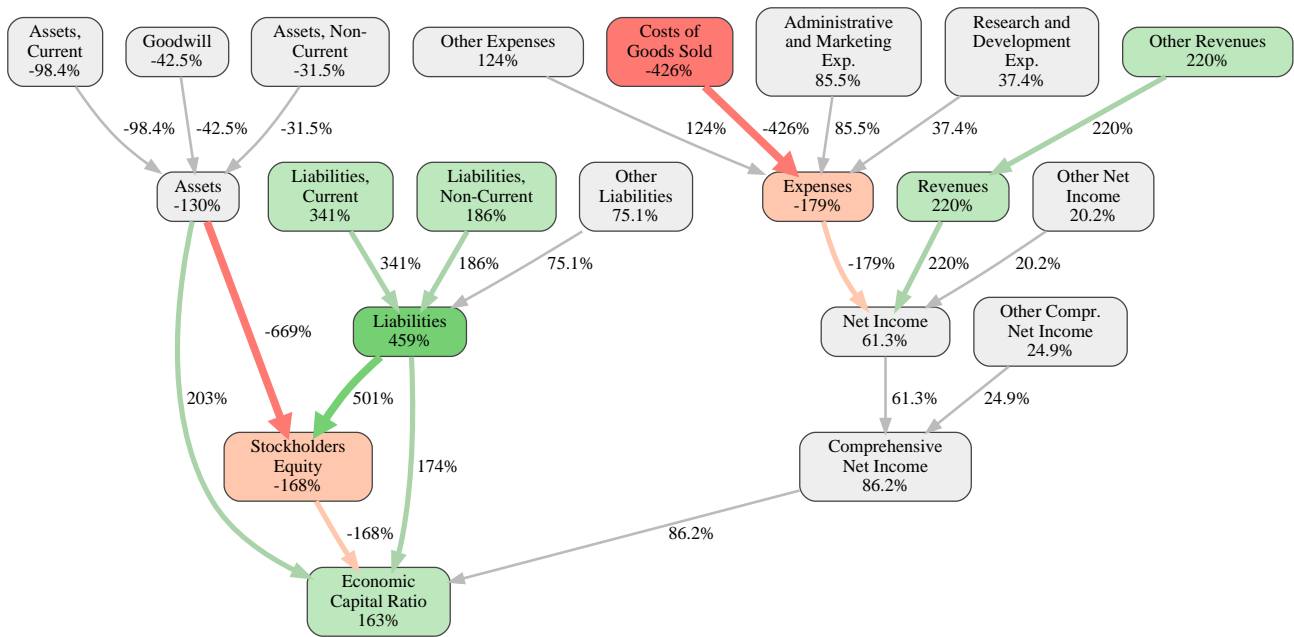 Assets,
Current
-98.4%
Goodwill
-42.5%
Assets, Non-
Current
-31.5%
Other Expenses
124%
Costs of
Goods Sold
-426%
Administrative
and Marketing
Exp.
85.5%
Research and
Development
Exp.
37.4%
Other Revenues
220%
-98.4%
-42.5%
-31.5%
124%
-426%
85.5%
37.4%
220%
Assets
-130%
Liabilities,
Current
341%
Liabilities,
Non-Current
186%
Other
Liabilities
75.1%
Expenses
-179%
Revenues
220%
Other Net
Income
20.2%
341%
186%
75.1%
-179%
220%
20.2%
-669%
Liabilities
459%
Net Income
61.3%
Other Compr.
Net Income
24.9%
203%
501%
61.3%
24.9%
Stockholders
Equity
-168%
174%
Comprehensive
Net Income
86.2%
-168%
86.2%
Economic
Capital Ratio
163%